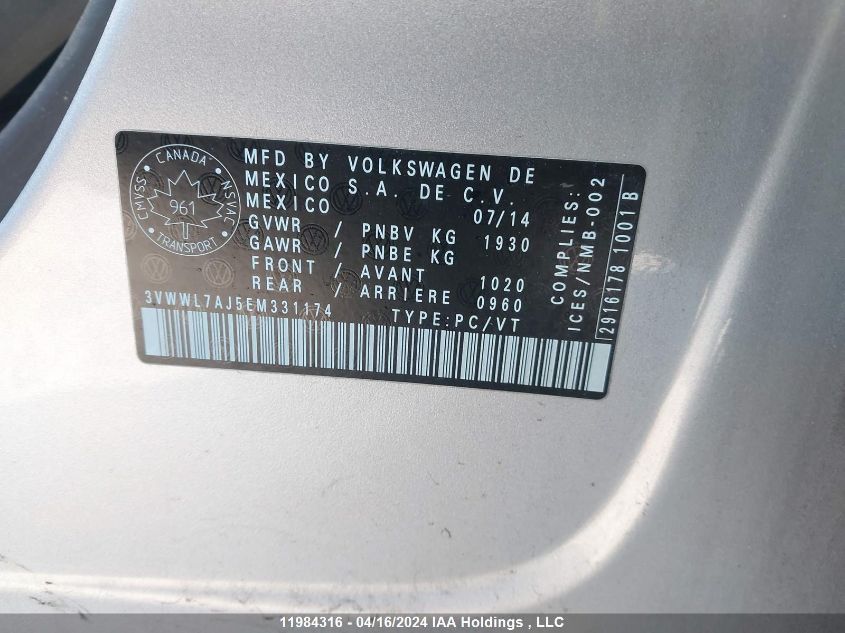 CANADA
CMVSS
NSVAC
961
TRANSPORT
MFD BY VOLKSWAGEN DE
MEXICO S.A. DE C.V.
MEXICO 07/14
GVWR / PNBV KG 1930
GAWR / PNBE KG
FRONT / AVANT 1020
REAR / ARRIERE 0960
3VWWL7AJ5EM331174 TYPE:PC/VT
COMPLIES:
ICES/NMB-002
2916178 1001 B
11984316 - 04/16/2024 IAA Holdings , LLC